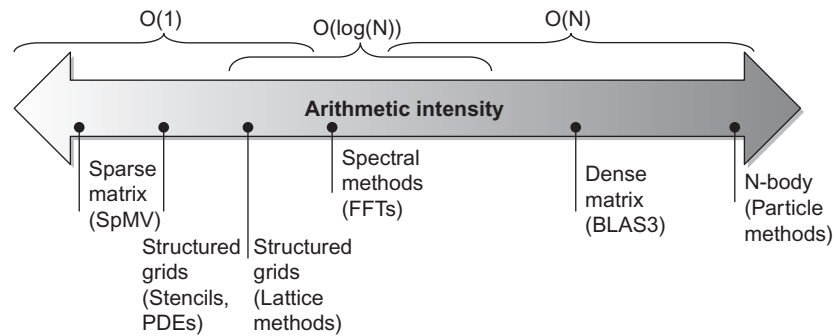 O(1)
O(log(N))
O(N)
Arithmetic intensity
Sparse
matrix
(SpMV)
Structured
grids
(Stencils,
PDEs)
Structured
grids
(Lattice
methods)
Spectral
methods
(FFTs)
Dense
matrix
(BLAS3)
N-body
(Particle
methods)